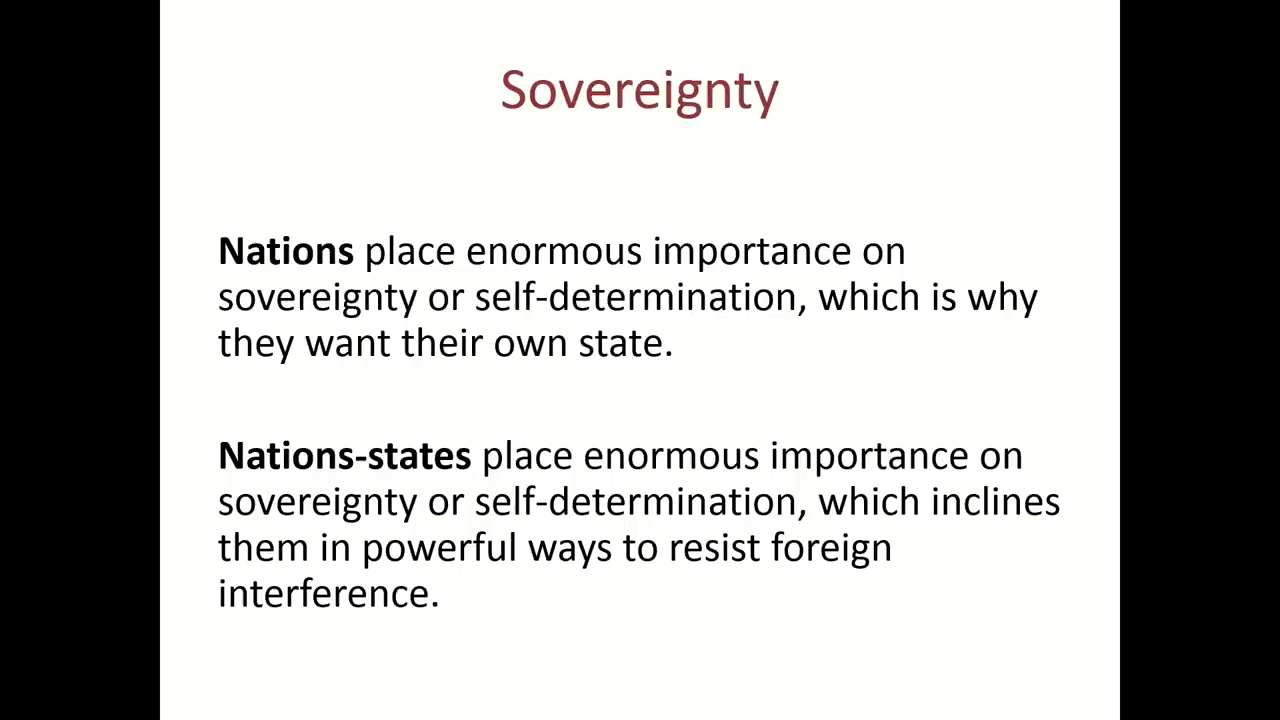 Sovereignty
Nations place enormous importance on
sovereignty or self-determination, which is why
they want their own state.
Nations-states place enormous importance on
sovereignty or self-determination, which inclines
them in powerful ways to resist foreign
interference.